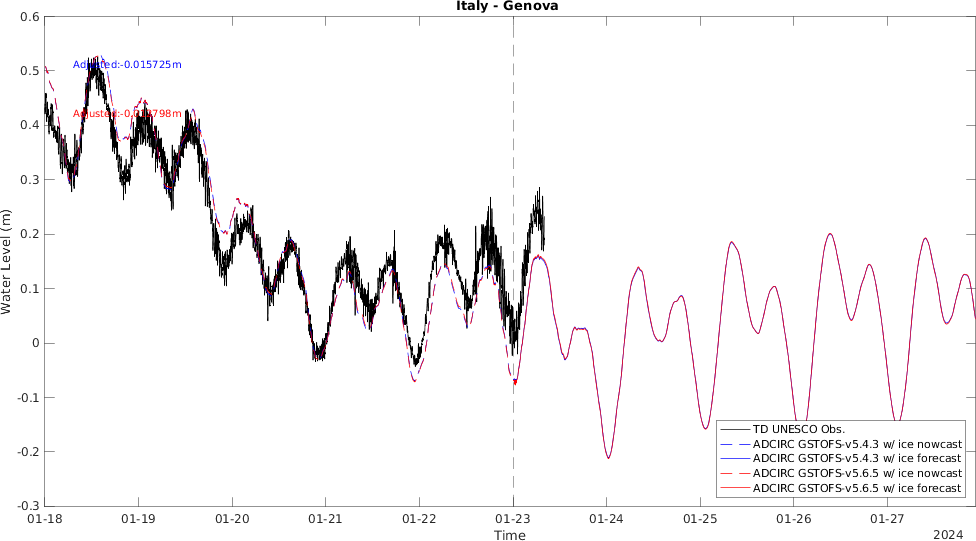 Italy - Genova
0.6
0.5
0.4
0.3
0.2
0.1
0
-0.1
-0.2
-0.3
Water Level (m)
Adjusted:-0.015725m
TD UNESCO Obs.
ADCIRC GSTOFS-v5.4.3 w/ ice nowcast
ADCIRC GSTOFS-v5.4.3 w/ ice forecast
ADCIRC GSTOFS-v5.6.5 w/ ice nowcast
ADCIRC GSTOFS-v5.6.5 w/ ice forecast
01-18 01-19 01-20 01-21 01-22 01-23 01-24 01-25 01-26 01-27
Time
2024